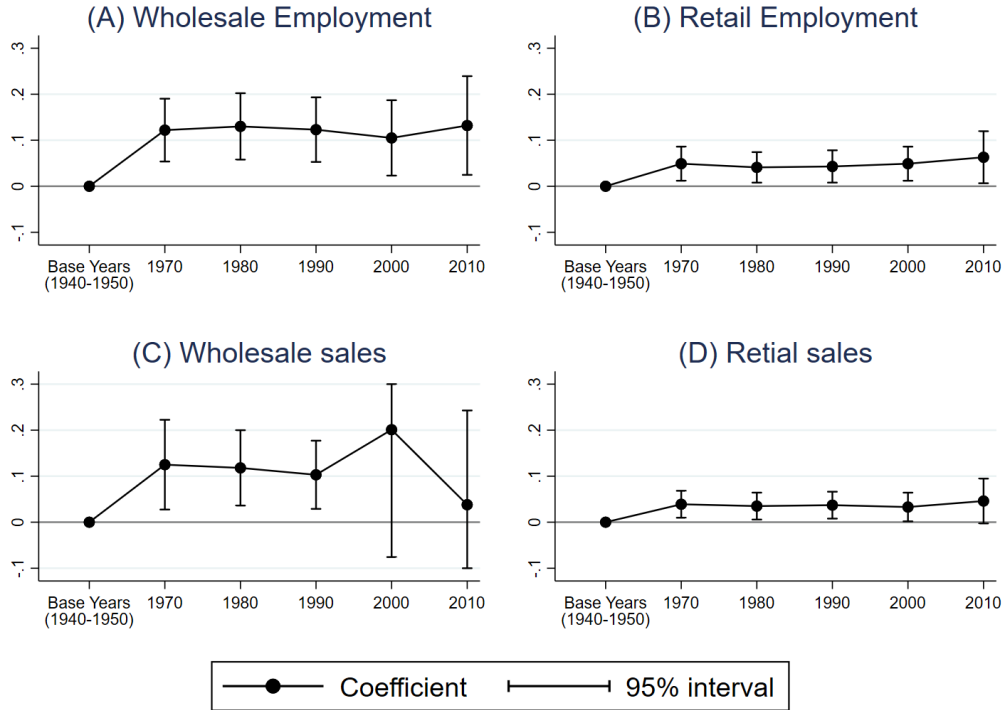 (A) Wholesale Employment
.3
.2
.1
0
-.1
Base Years 1970 1980 1990 2000 2010
(1940-1950)
(B) Retail Employment
.3
.2
.1
0
-.1
Base Years 1970 1980 1990 2000 2010
(1940-1950)
(C) Wholesale sales
.3
.2
.1
0
-.1
Base Years 1970 1980 1990 2000 2010
(1940-1950)
(D) Retial sales
.3
.2
.1
0
-.1
Base Years 1970 1980 1990 2000 2010
(1940-1950)
Coefficient 95% interval